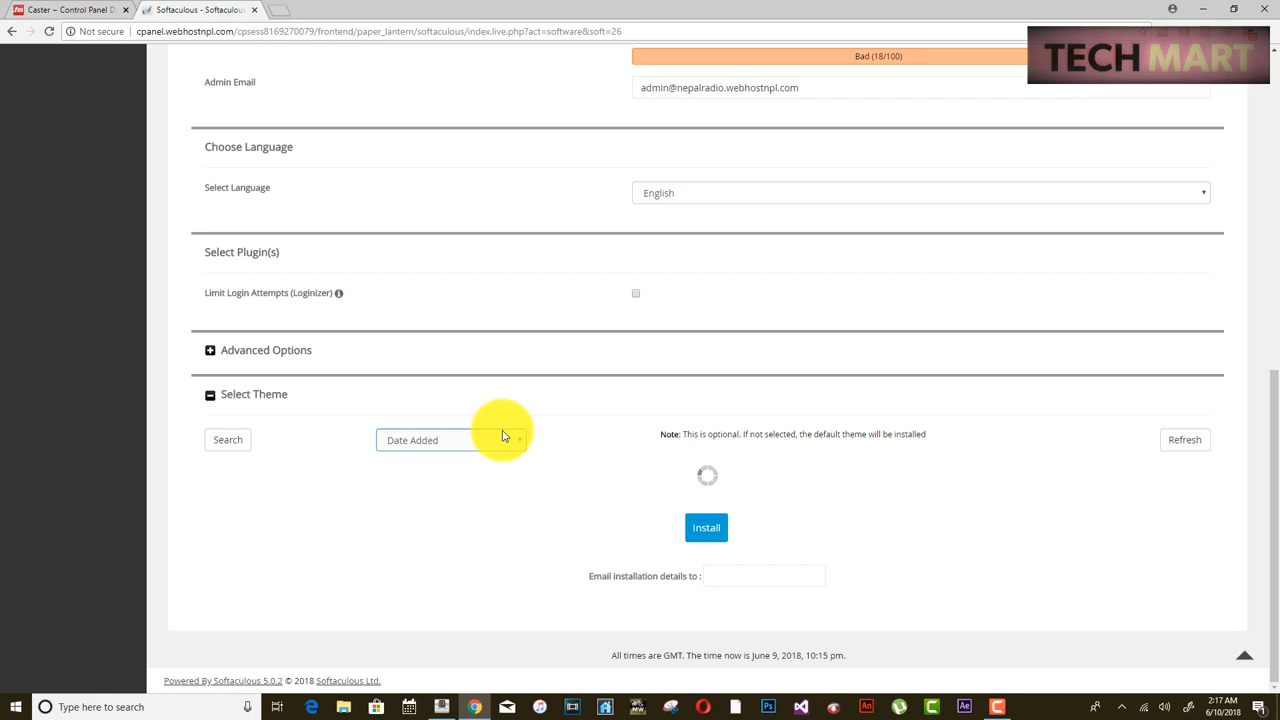 Caster – Control Panel D
Softaculous - Softaculou
Not secure
cpanel.webhostnpl.com/cpsess8169270079/frontend/paper_lantern/softaculous/index.live.php?act=software&soft=26
TECH MART
Bad (18/100)
Admin Email
admin@nepalradio.webhostnpl.com
Choose Language
Select Language
English
Select Plugin(s)
Limit Login Attempts (Loginizer)
Advanced Options
Select Theme
Search
Date Added
Note: This is optional. If not selected, the default theme will be installed
Refresh
Install
Email installation details to :
All times are GMT. The time now is June 9, 2018, 10:15 pm.
Powered By Softaculous 5.0.2 © 2018 Softaculous Ltd.
Type here to search
2:17 AM
6/10/2018